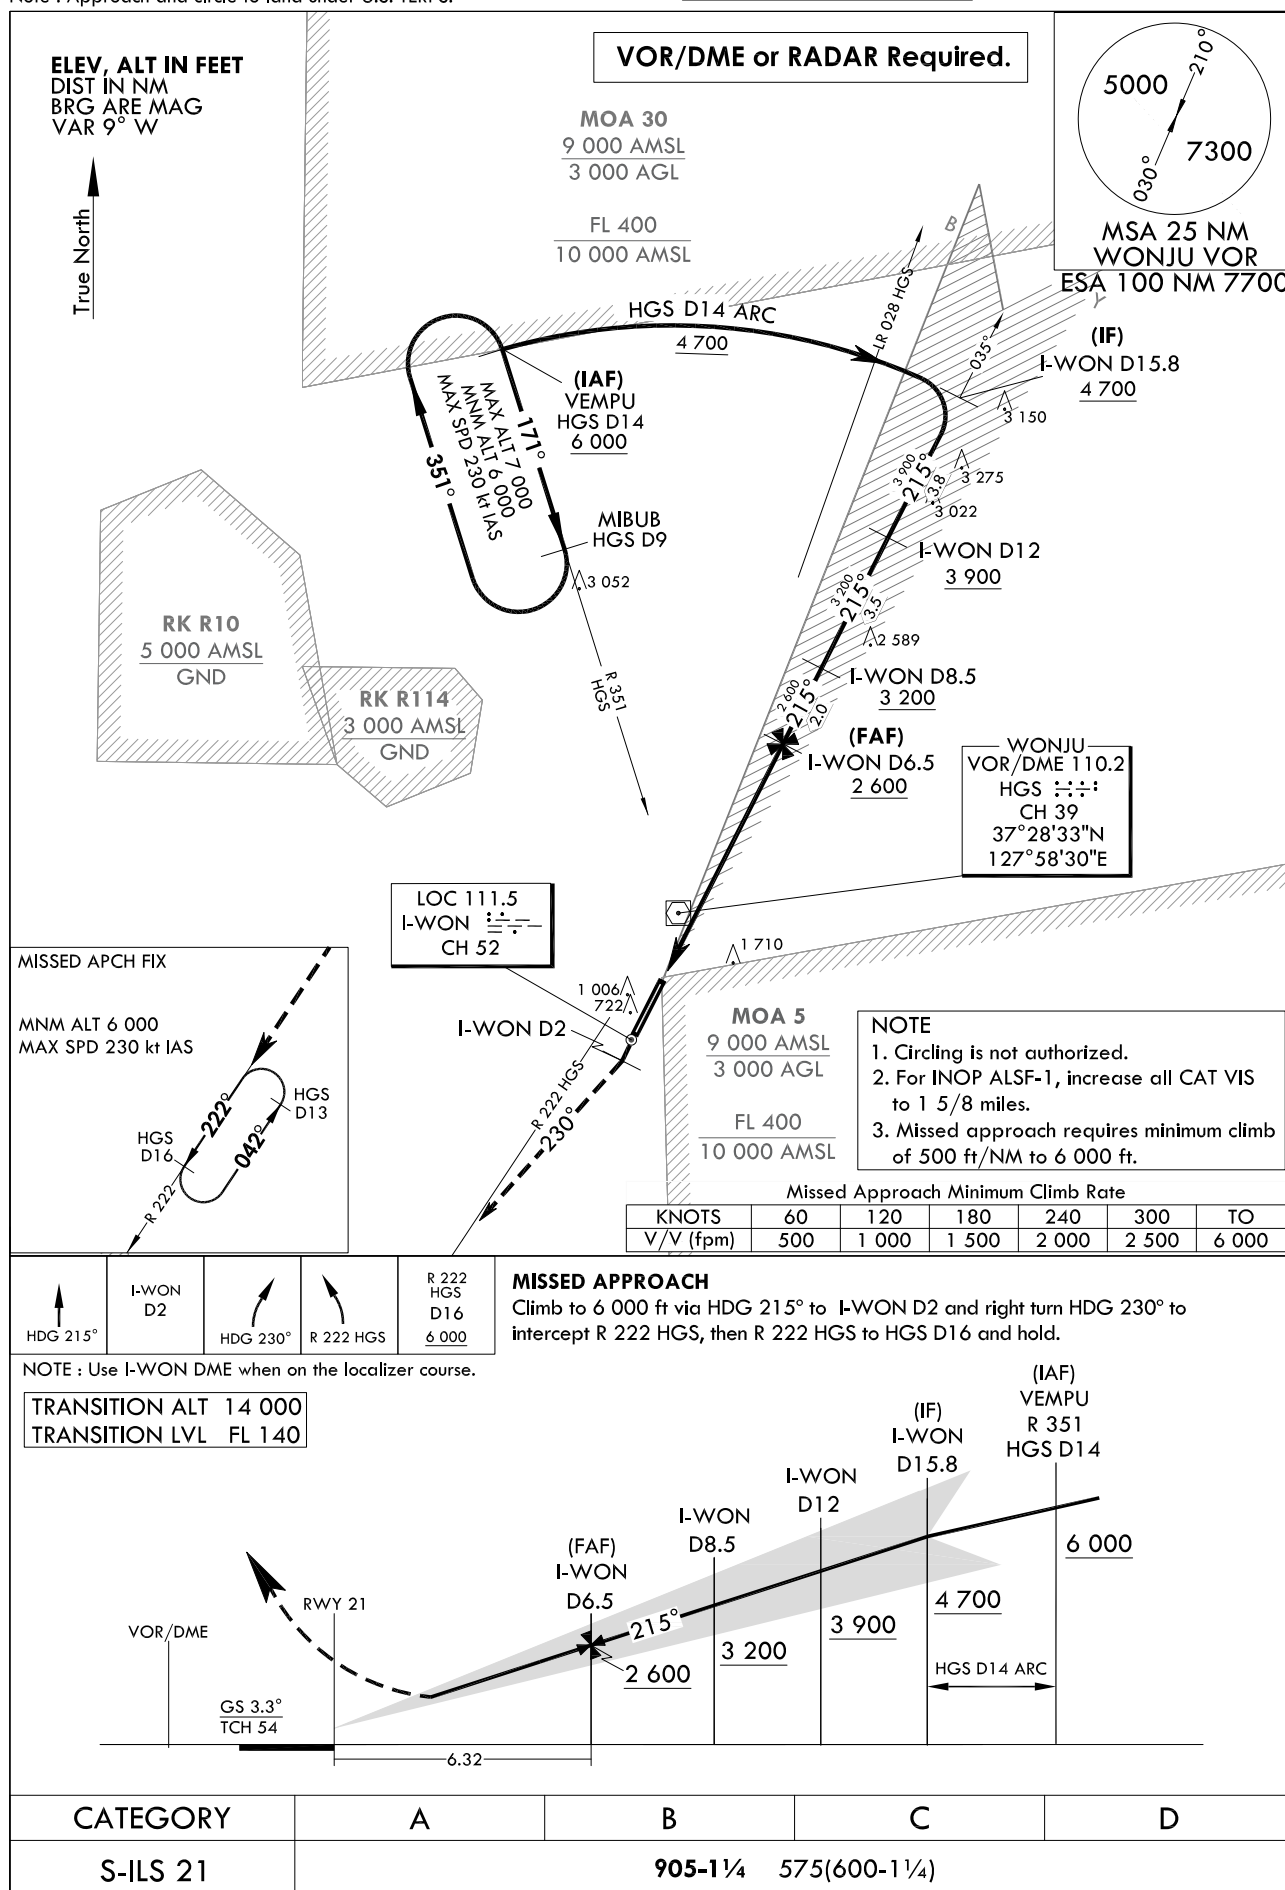 ELEV, ALT IN FEET
DIST IN NM
BRG ARE MAG
VAR 9° W
True North
VOR/DME or RADAR Required.
MOA 30
9 000 AMSL
3 000 AGL
FL 400
10 000 AMSL
5000
210°
7300
030°
MSA 25 NM
WONJU VOR
ESA 100 NM 7700
B
Y
HGS D14 ARC
4 700
LR 028 HGS
035°
(IF)
I-WON D15.8
4 700
3 150
(IAF)
VEMPU
HGS D14
6 000
171°
MAX ALT 7 000
MNM ALT 6 000
MAX SPD 230 kt IAS
351°
MIBUB
HGS D9
3 052
R 351
HGS
3 900
215°
3.8
3 275
3 022
I-WON D12
3 900
3 200
215°
3.5
2 589
I-WON D8.5
3 200
2 600
215°
2.0
(FAF)
I-WON D6.5
2 600
RK R10
5 000 AMSL
GND
RK R114
3 000 AMSL
GND
WONJU
VOR/DME 110.2
HGS
CH 39
37°28'33"N
127°58'30"E
LOC 111.5
I-WON
CH 52
1 710
1 006
722
I-WON D2
R 222 HGS
230°
MISSED APCH FIX
MNM ALT 6 000
MAX SPD 230 kt IAS
222°
042°
HGS
D13
HGS
D16
R 222
MOA 5
9 000 AMSL
3 000 AGL
FL 400
10 000 AMSL
NOTE
1. Circling is not authorized.
2. For INOP ALSF-1, increase all CAT VIS
to 1 5/8 miles.
3. Missed approach requires minimum climb
of 500 ft/NM to 6 000 ft.
Missed Approach Minimum Climb Rate
KNOTS 60 120 180 240 300 TO
V/V (fpm) 500 1 000 1 500 2 000 2 500 6 000
HDG 215°
I-WON
D2
HDG 230°
R 222 HGS
R 222
HGS
D16
6 000
MISSED APPROACH
Climb to 6 000 ft via HDG 215° to I-WON D2 and right turn HDG 230° to
intercept R 222 HGS, then R 222 HGS to HGS D16 and hold.
NOTE : Use I-WON DME when on the localizer course.
TRANSITION ALT 14 000
TRANSITION LVL FL 140
(IAF)
VEMPU
R 351
HGS D14
(IF)
I-WON
D15.8
I-WON
D12
I-WON
D8.5
(FAF)
I-WON
D6.5
RWY 21
VOR/DME
215°
6 000
4 700
3 900
3 200
2 600
HGS D14 ARC
GS 3.3°
TCH 54
6.32
CATEGORY A B C D
S-ILS 21 905-1¼ 575(600-1¼)